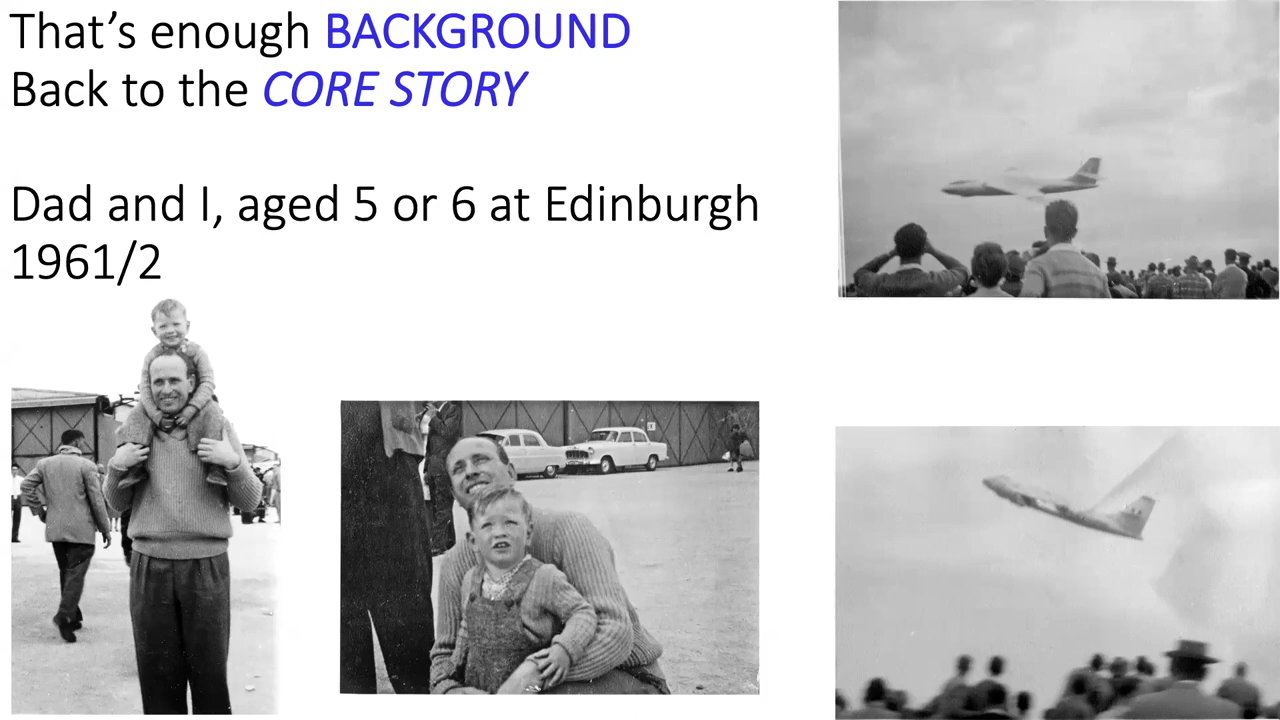 That’s enough BACKGROUND
Back to the CORE STORY
Dad and I, aged 5 or 6 at Edinburgh
1961/2